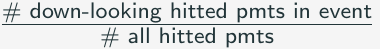 # down-looking hitted pmts in event
# all hitted pmts